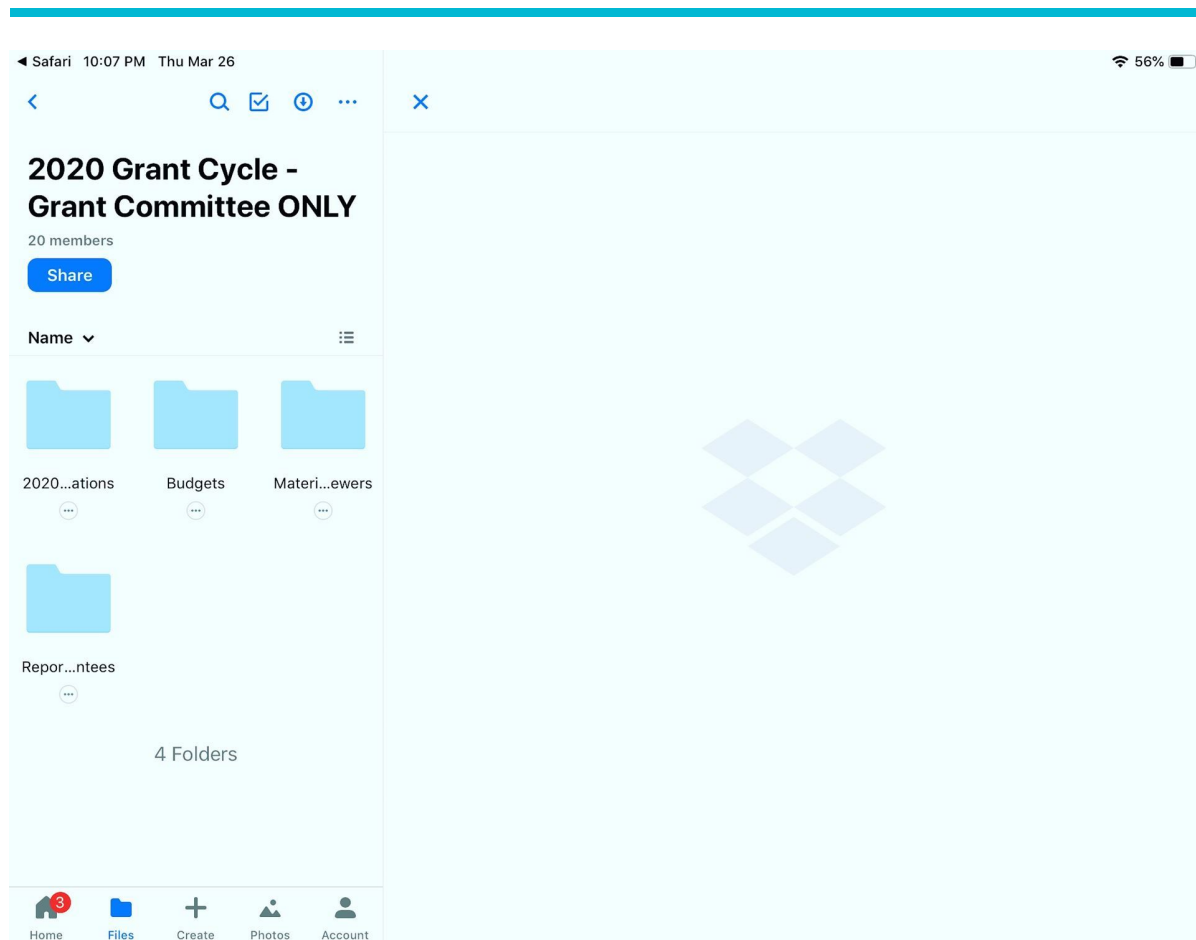 ◀ Safari 10:07 PM Thu Mar 26
56%
2020 Grant Cycle -
Grant Committee ONLY
20 members
Share
Name
2020...ations Budgets Materi...ewers
Repor...ntees
4 Folders
3
Home Files Create Photos Account